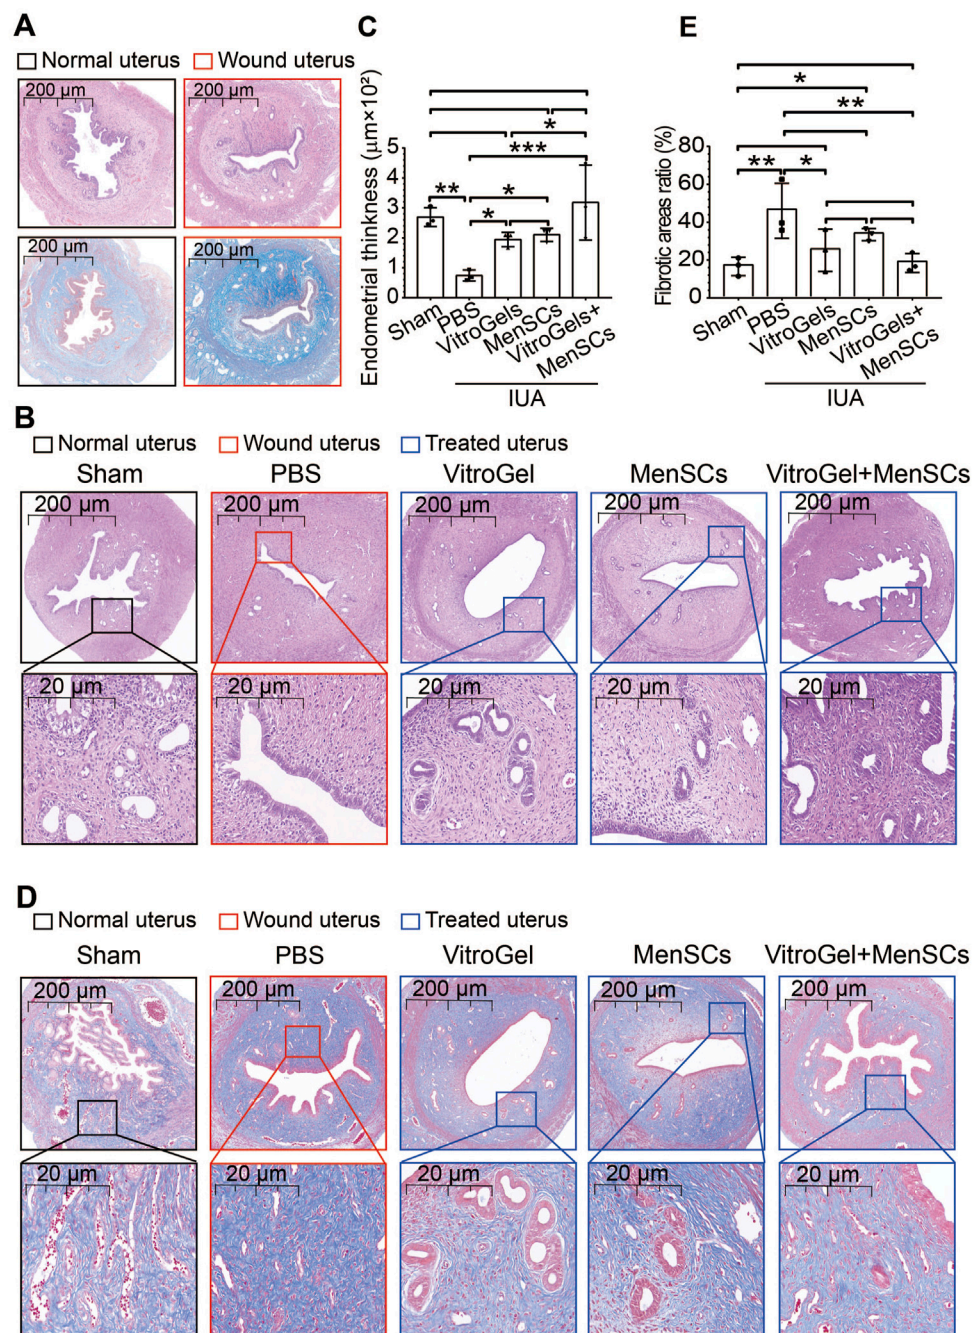 A
Normal uterus
Wound uterus
200 µm
200 µm
200 µm
200 µm
C
Endometrial thinkness (µm×10²)
5
4
3
2
1
0
*
***
**
*
*
Sham
PBS
VitroGels
MenSCs
VitroGels+
MenSCs
IUA
E
Fibrotic areas ratio (%)
80
60
40
20
0
*
**
**
*
Sham
PBS
VitroGels
MenSCs
VitroGels+
MenSCs
IUA
B
Normal uterus
Wound uterus
Treated uterus
Sham
PBS
VitroGel
MenSCs
VitroGel+MenSCs
200 µm
200 µm
200 µm
200 µm
200 µm
20 µm
20 µm
20 µm
20 µm
20 µm
D
Normal uterus
Wound uterus
Treated uterus
Sham
PBS
VitroGel
MenSCs
VitroGel+MenSCs
200 µm
200 µm
200 µm
200 µm
200 µm
20 µm
20 µm
20 µm
20 µm
20 µm